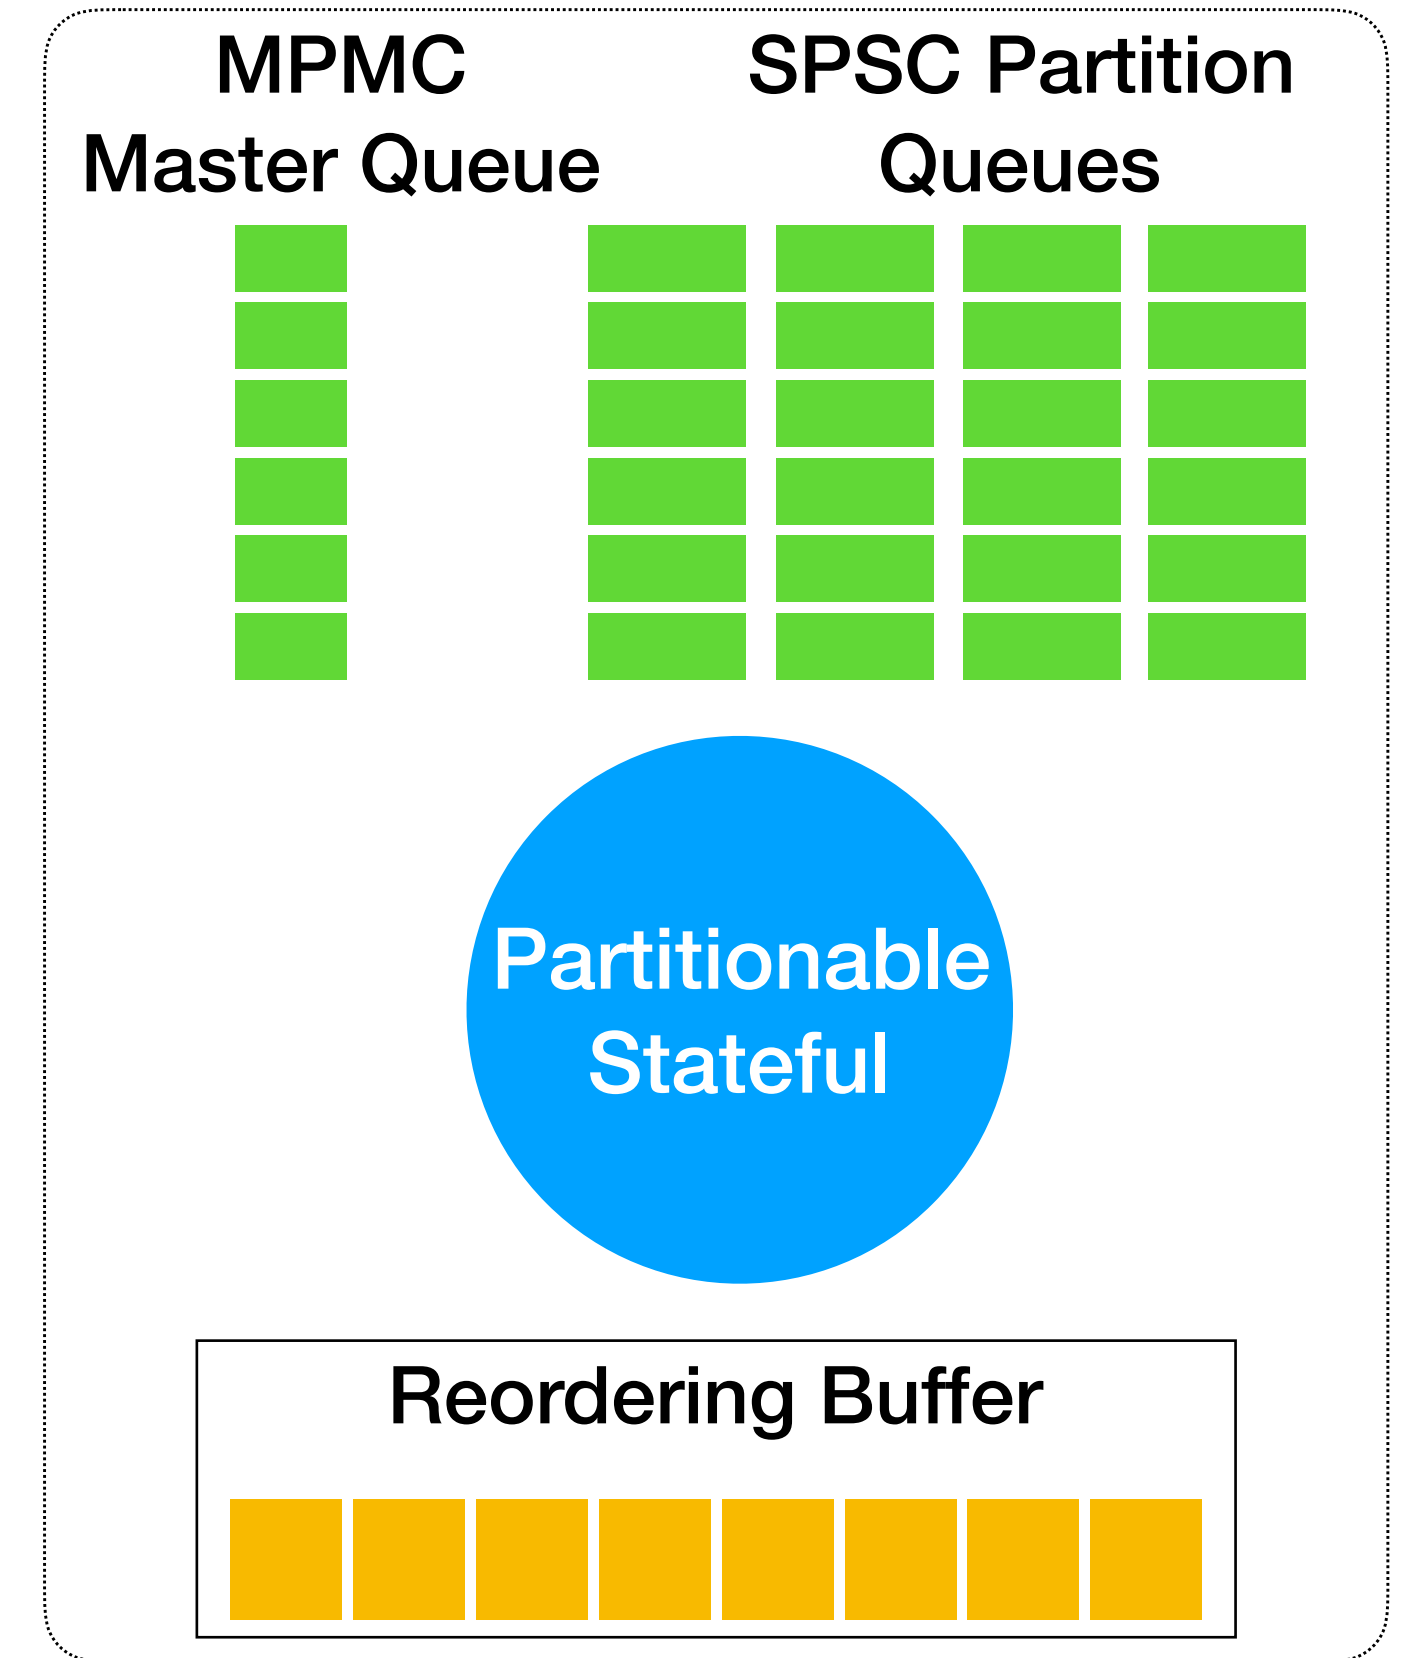 MPMC
Master Queue
SPSC Partition
Queues
Partitionable
Stateful
Reordering Buffer